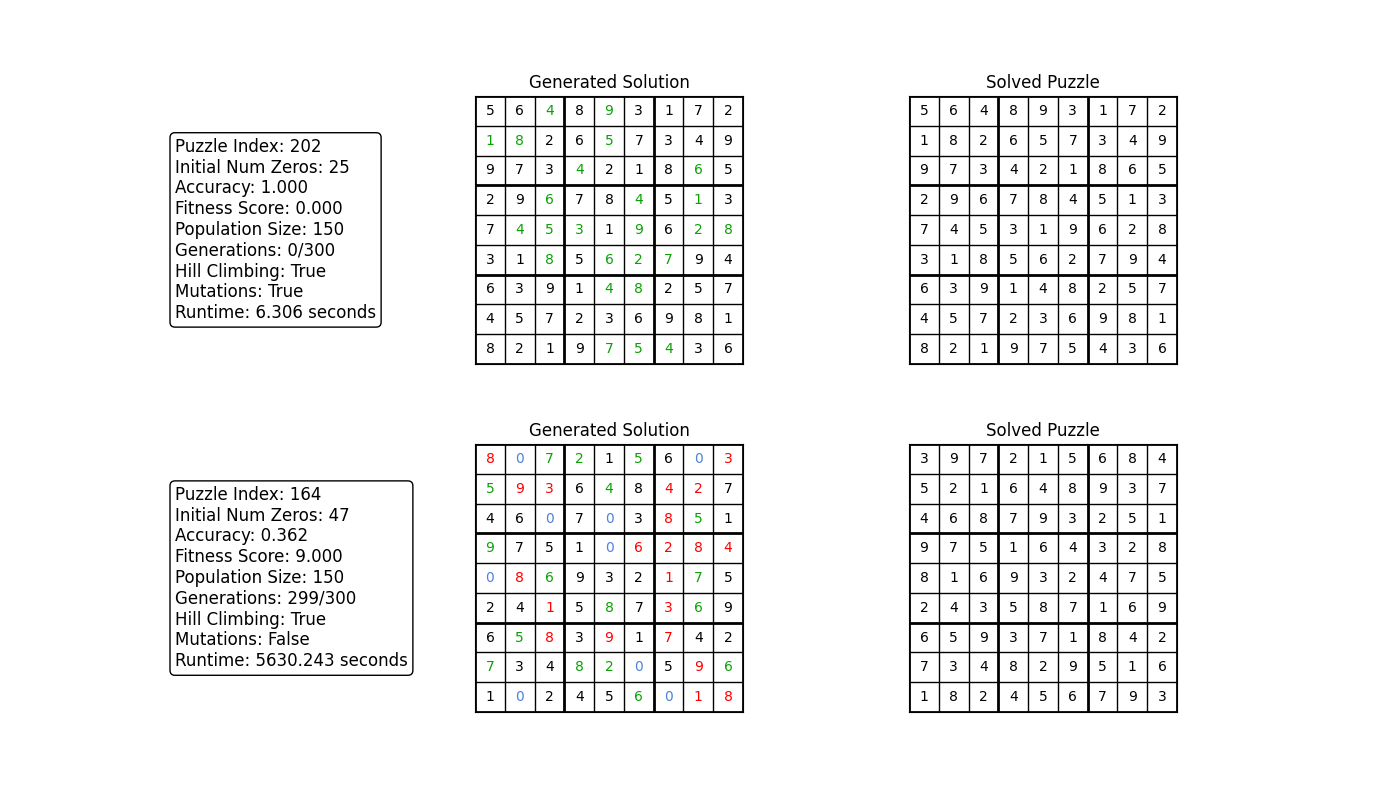 Generated Solution
Solved Puzzle
Puzzle Index: 202
Initial Num Zeros: 25
Accuracy: 1.000
Fitness Score: 0.000
Population Size: 150
Generations: 0/300
Hill Climbing: True
Mutations: True
Runtime: 6.306 seconds
5 6 4 8 9 3 1 7 2
1 8 2 6 5 7 3 4 9
9 7 3 4 2 1 8 6 5
2 9 6 7 8 4 5 1 3
7 4 5 3 1 9 6 2 8
3 1 8 5 6 2 7 9 4
6 3 9 1 4 8 2 5 7
4 5 7 2 3 6 9 8 1
8 2 1 9 7 5 4 3 6
5 6 4 8 9 3 1 7 2
1 8 2 6 5 7 3 4 9
9 7 3 4 2 1 8 6 5
2 9 6 7 8 4 5 1 3
7 4 5 3 1 9 6 2 8
3 1 8 5 6 2 7 9 4
6 3 9 1 4 8 2 5 7
4 5 7 2 3 6 9 8 1
8 2 1 9 7 5 4 3 6
Generated Solution
Solved Puzzle
Puzzle Index: 164
Initial Num Zeros: 47
Accuracy: 0.362
Fitness Score: 9.000
Population Size: 150
Generations: 299/300
Hill Climbing: True
Mutations: False
Runtime: 5630.243 seconds
8 0 7 2 1 5 6 0 3
5 9 3 6 4 8 4 2 7
4 6 0 7 0 3 8 5 1
9 7 5 1 0 6 2 8 4
0 8 6 9 3 2 1 7 5
2 4 1 5 8 7 3 6 9
6 5 8 3 9 1 7 4 2
7 3 4 8 2 0 5 9 6
1 0 2 4 5 6 0 1 8
3 9 7 2 1 5 6 8 4
5 2 1 6 4 8 9 3 7
4 6 8 7 9 3 2 5 1
9 7 5 1 6 4 3 2 8
8 1 6 9 3 2 4 7 5
2 4 3 5 8 7 1 6 9
6 5 9 3 7 1 8 4 2
7 3 4 8 2 9 5 1 6
1 8 2 4 5 6 7 9 3